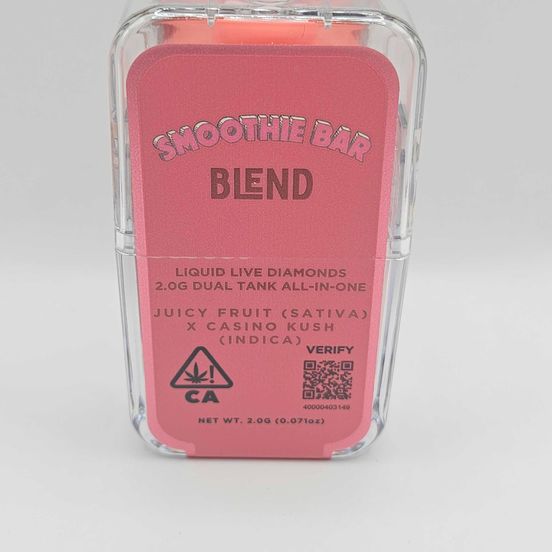 SMOOTHIE BAR
BLEND
LIQUID LIVE DIAMONDS
2.0G DUAL TANK ALL-IN-ONE
JUICY FRUIT (SATIVA)
X CASINO KUSH
(INDICA)
VERIFY
CA
40000403149
NET WT. 2.0G (0.071oz)